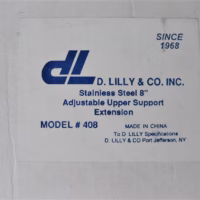 SINCE
1968
dL D. LILLY & CO. INC.
Stainless Steel 8"
Adjustable Upper Support
Extension
MODEL # 408
MADE IN CHINA
To D. LILLY Specifications
D. LILLY & CO Port Jefferson, NY